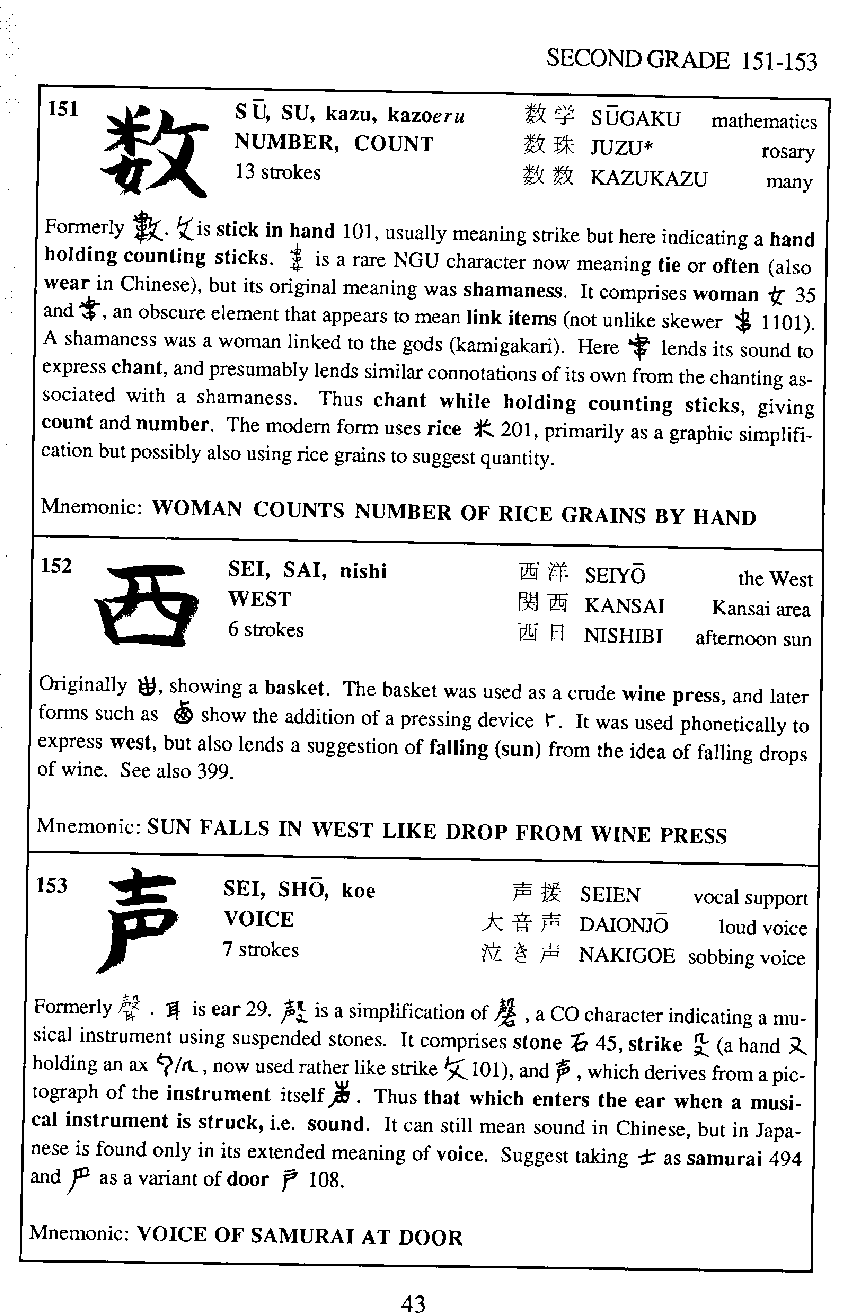 SECOND GRADE 151-153
151
数
SŪ, SU, kazu, kazoeru
NUMBER, COUNT
13 strokes
数学 SŪGAKU mathematics
数珠 JUZU* rosary
数数 KAZUKAZU many
Formerly 數. 攵 is stick in hand 101, usually meaning strike but here indicating a hand
holding counting sticks. 婁 is a rare NGU character now meaning tie or often (also
wear in Chinese), but its original meaning was shamaness. It comprises woman 女 35
and , an obscure element that appears to mean link items (not unlike skewer 串 1101).
A shamaness was a woman linked to the gods (kamigakari). Here lends its sound to
express chant, and presumably lends similar connotations of its own from the chanting as-
sociated with a shamaness. Thus chant while holding counting sticks, giving
count and number. The modern form uses rice 米 201, primarily as a graphic simplifi-
cation but possibly also using rice grains to suggest quantity.
Mnemonic: WOMAN COUNTS NUMBER OF RICE GRAINS BY HAND
152
西
SEI, SAI, nishi
WEST
6 strokes
西洋 SEIYŌ the West
関西 KANSAI Kansai area
西日 NISHIBI afternoon sun
Originally , showing a basket. The basket was used as a crude wine press, and later
forms such as show the addition of a pressing device . It was used phonetically to
express west, but also lends a suggestion of falling (sun) from the idea of falling drops
of wine. See also 399.
Mnemonic: SUN FALLS IN WEST LIKE DROP FROM WINE PRESS
153
声
SEI, SHŌ, koe
VOICE
7 strokes
声援 SEIEN vocal support
大音声 DAIONJŌ loud voice
泣き声 NAKIGOE sobbing voice
Formerly 聲. 耳 is ear 29. 殸 is a simplification of 磬, a CO character indicating a mu-
sical instrument using suspended stones. It comprises stone 石 45, strike 殳 (a hand 又
holding an ax , now used rather like strike 攵 101), and 声, which derives from a pic-
tograph of the instrument itself . Thus that which enters the ear when a musi-
cal instrument is struck, i.e. sound. It can still mean sound in Chinese, but in Japa-
nese is found only in its extended meaning of voice. Suggest taking 士 as samurai 494
and as a variant of door 戸 108.
Mnemonic: VOICE OF SAMURAI AT DOOR
43